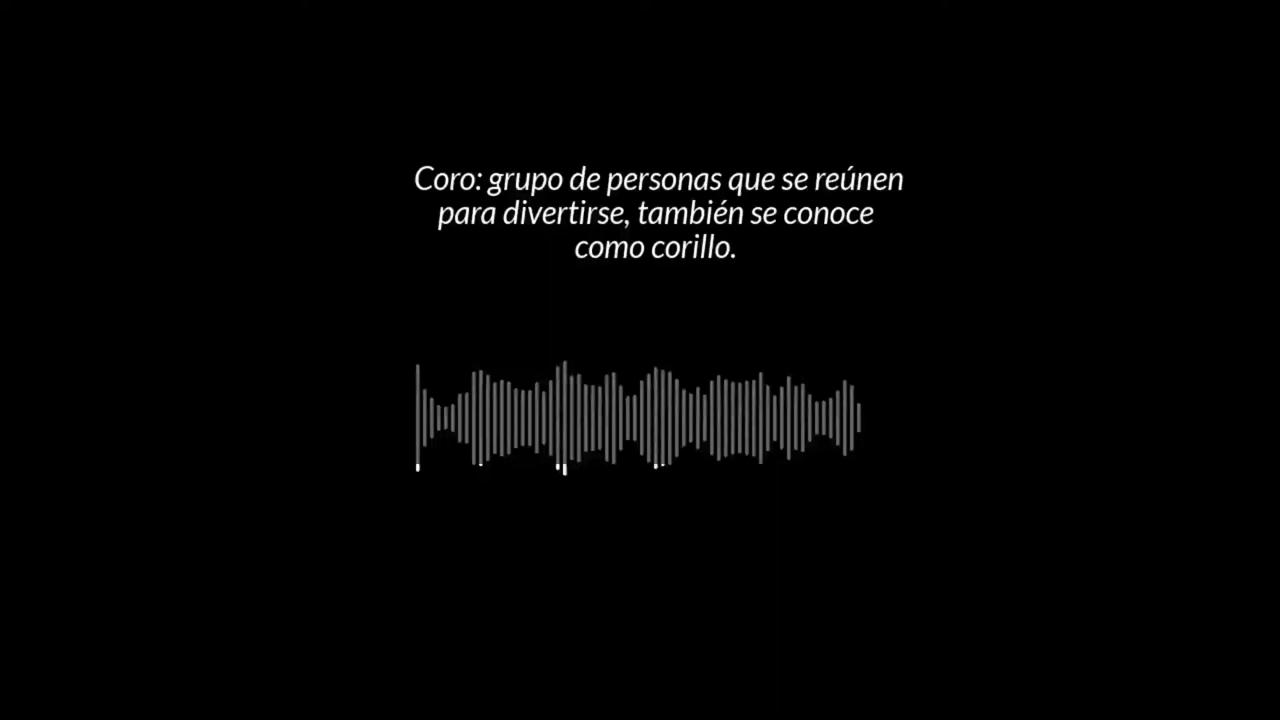 Coro: grupo de personas que se reúnen
para divertirse, también se conoce
como corillo.